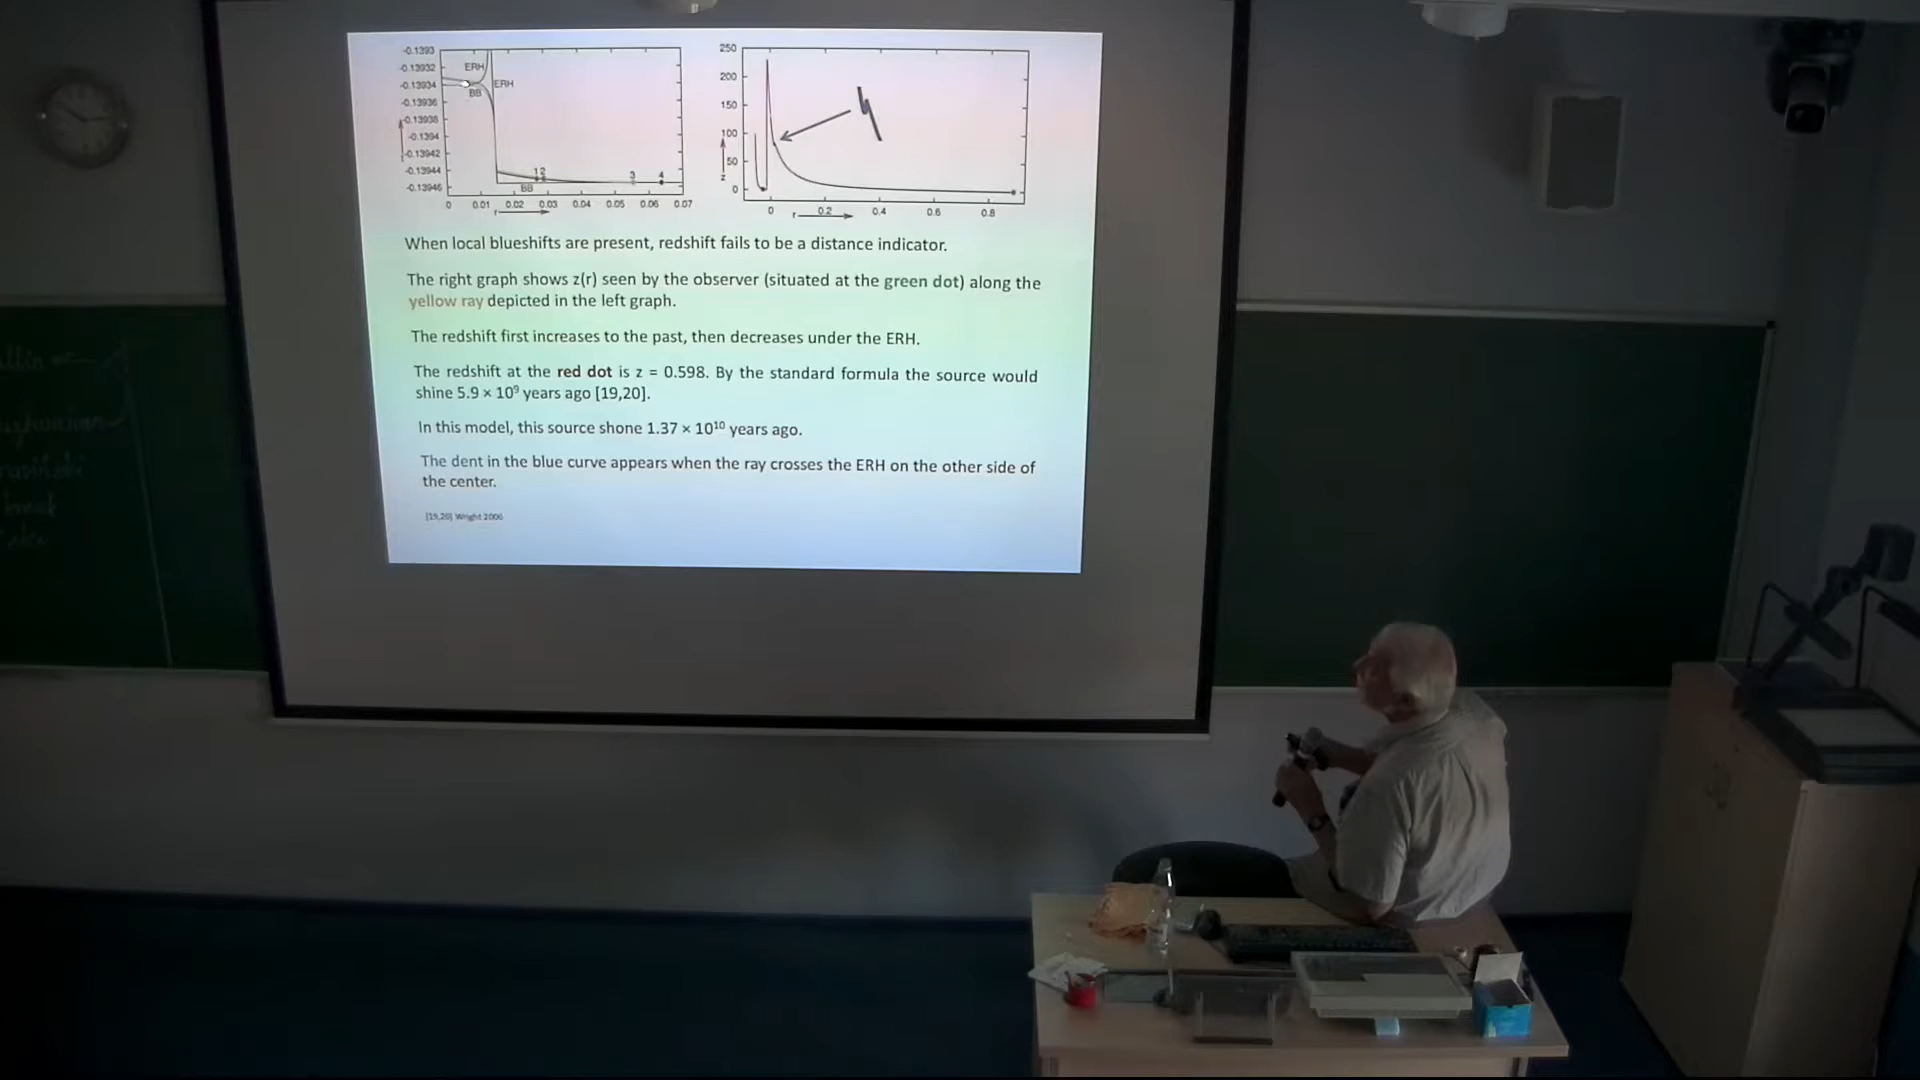 -0.1393
-0.13932
-0.13934
-0.13936
-0.13938
-0.1394
-0.13942
-0.13944
-0.13946
ERH
ERH
BB
BB
1 2 3 4
0 0.01 0.02 0.03 0.04 0.05 0.06 0.07
r
250
200
150
100
50
0
z
0 0.2 0.4 0.6 0.8
r
When local blueshifts are present, redshift fails to be a distance indicator.
The right graph shows z(r) seen by the observer (situated at the green dot) along the
yellow ray depicted in the left graph.
The redshift first increases to the past, then decreases under the ERH.
The redshift at the red dot is z = 0.598. By the standard formula the source would
shine 5.9 × 10⁹ years ago [19,20].
In this model, this source shone 1.37 × 10¹⁰ years ago.
The dent in the blue curve appears when the ray crosses the ERH on the other side of
the center.
[19,20] Wright 2006